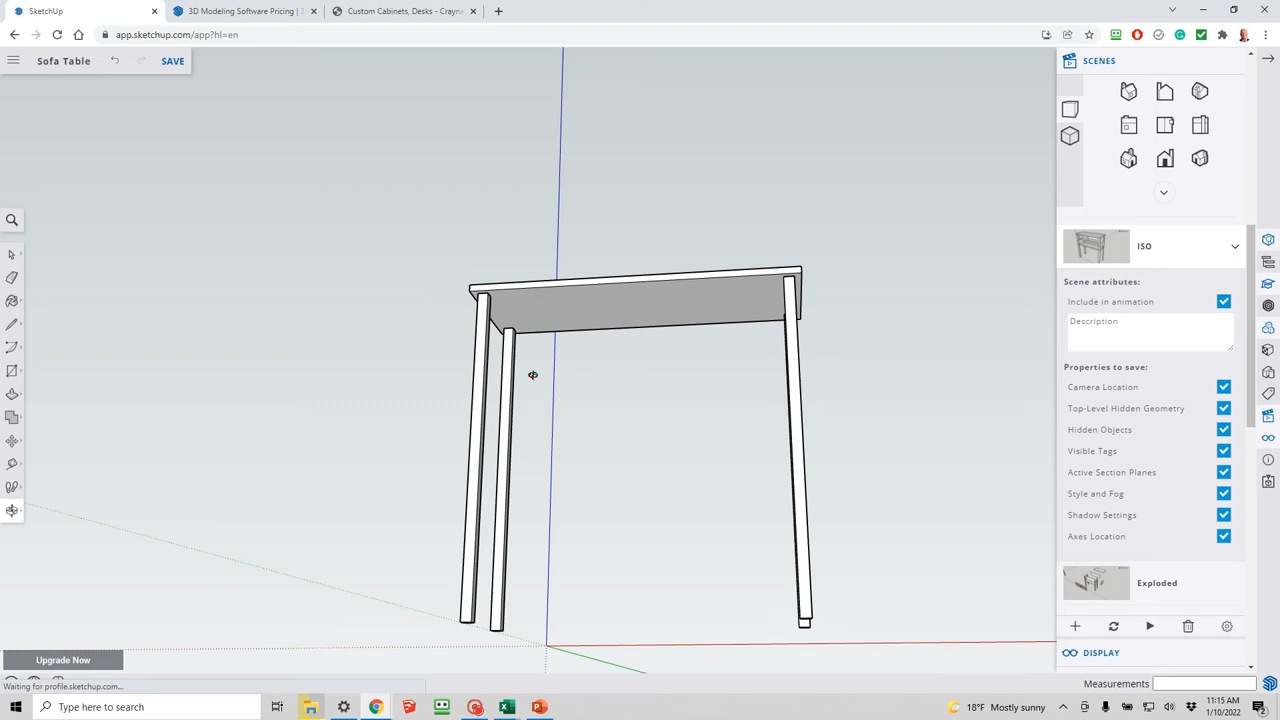 SketchUp
3D Modeling Software Pricing |
Custom Cabinets, Desks - Crayne
app.sketchup.com/app?hl=en
Sofa Table
SAVE
SCENES
ISO
Scene attributes:
Include in animation
Description
Properties to save:
Camera Location
Top-Level Hidden Geometry
Hidden Objects
Visible Tags
Active Section Planes
Style and Fog
Shadow Settings
Axes Location
Exploded
DISPLAY
Upgrade Now
Waiting for profile.sketchup.com...
Measurements
Type here to search
18°F Mostly sunny
11:15 AM
1/10/2022
2